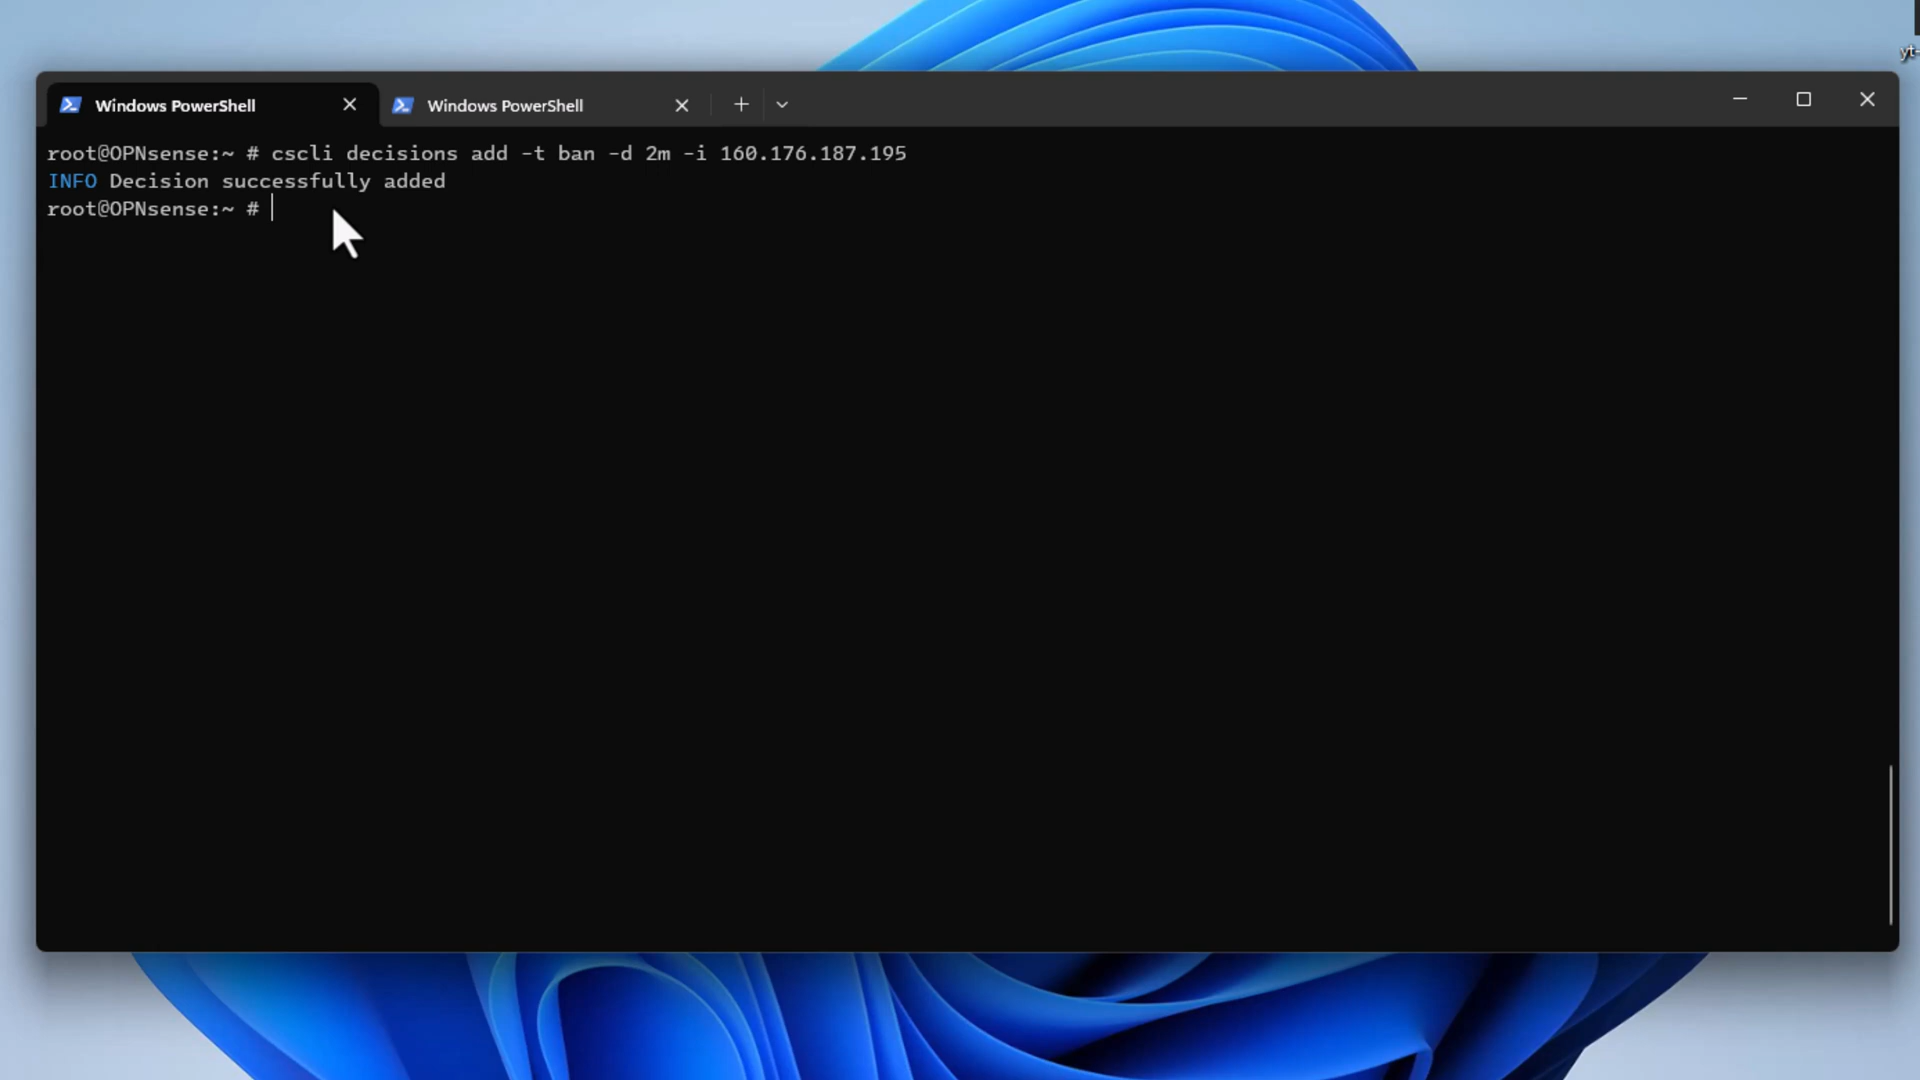 yt-
Windows PowerShell
Windows PowerShell
root@OPNsense:~ # cscli decisions add -t ban -d 2m -i 160.176.187.195
INFO Decision successfully added
root@OPNsense:~ #